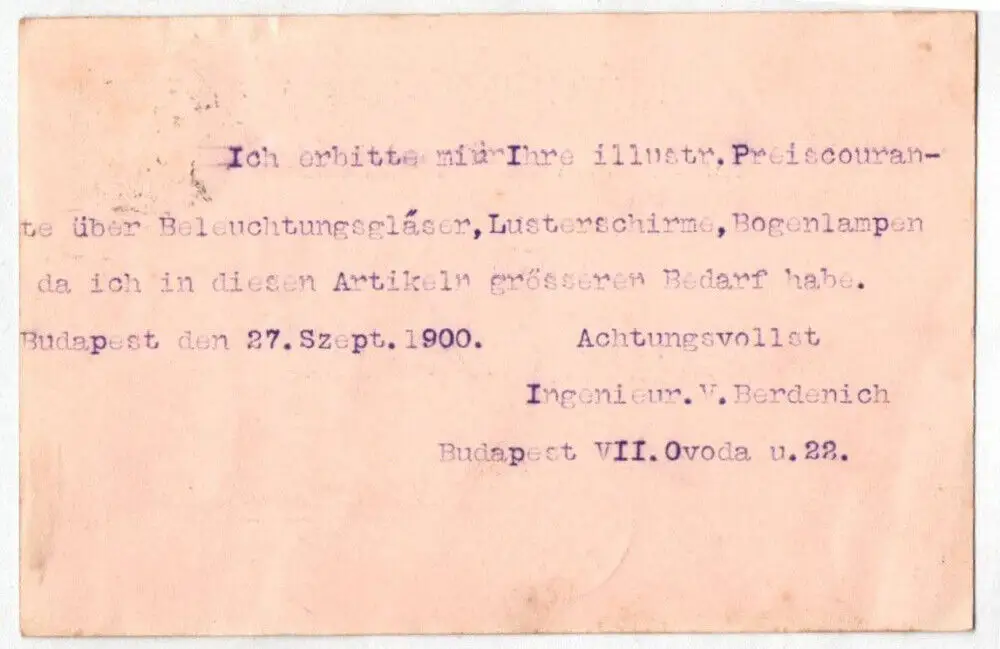 Ich erbitte mir Ihre illustr. Preiscouran-
te über Beleuchtungsgläser, Lusterschirme, Bogenlampen
da ich in diesen Artikeln grösseren Bedarf habe.
Budapest den 27. Szept. 1900. Achtungsvollst
Ingenieur. V. Berdenich
Budapest VII. Ovoda u. 22.